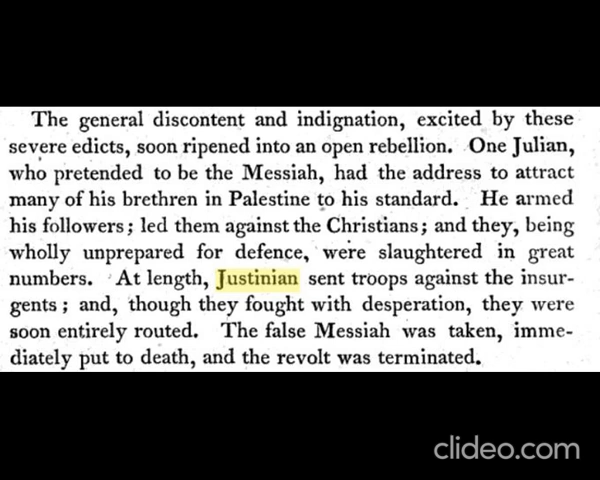 The general discontent and indignation, excited by these
severe edicts, soon ripened into an open rebellion. One Julian,
who pretended to be the Messiah, had the address to attract
many of his brethren in Palestine to his standard. He armed
his followers; led them against the Christians; and they, being
wholly unprepared for defence, were slaughtered in great
numbers. At length, Justinian sent troops against the insur-
gents; and, though they fought with desperation, they were
soon entirely routed. The false Messiah was taken, imme-
diately put to death, and the revolt was terminated.
clideo.com